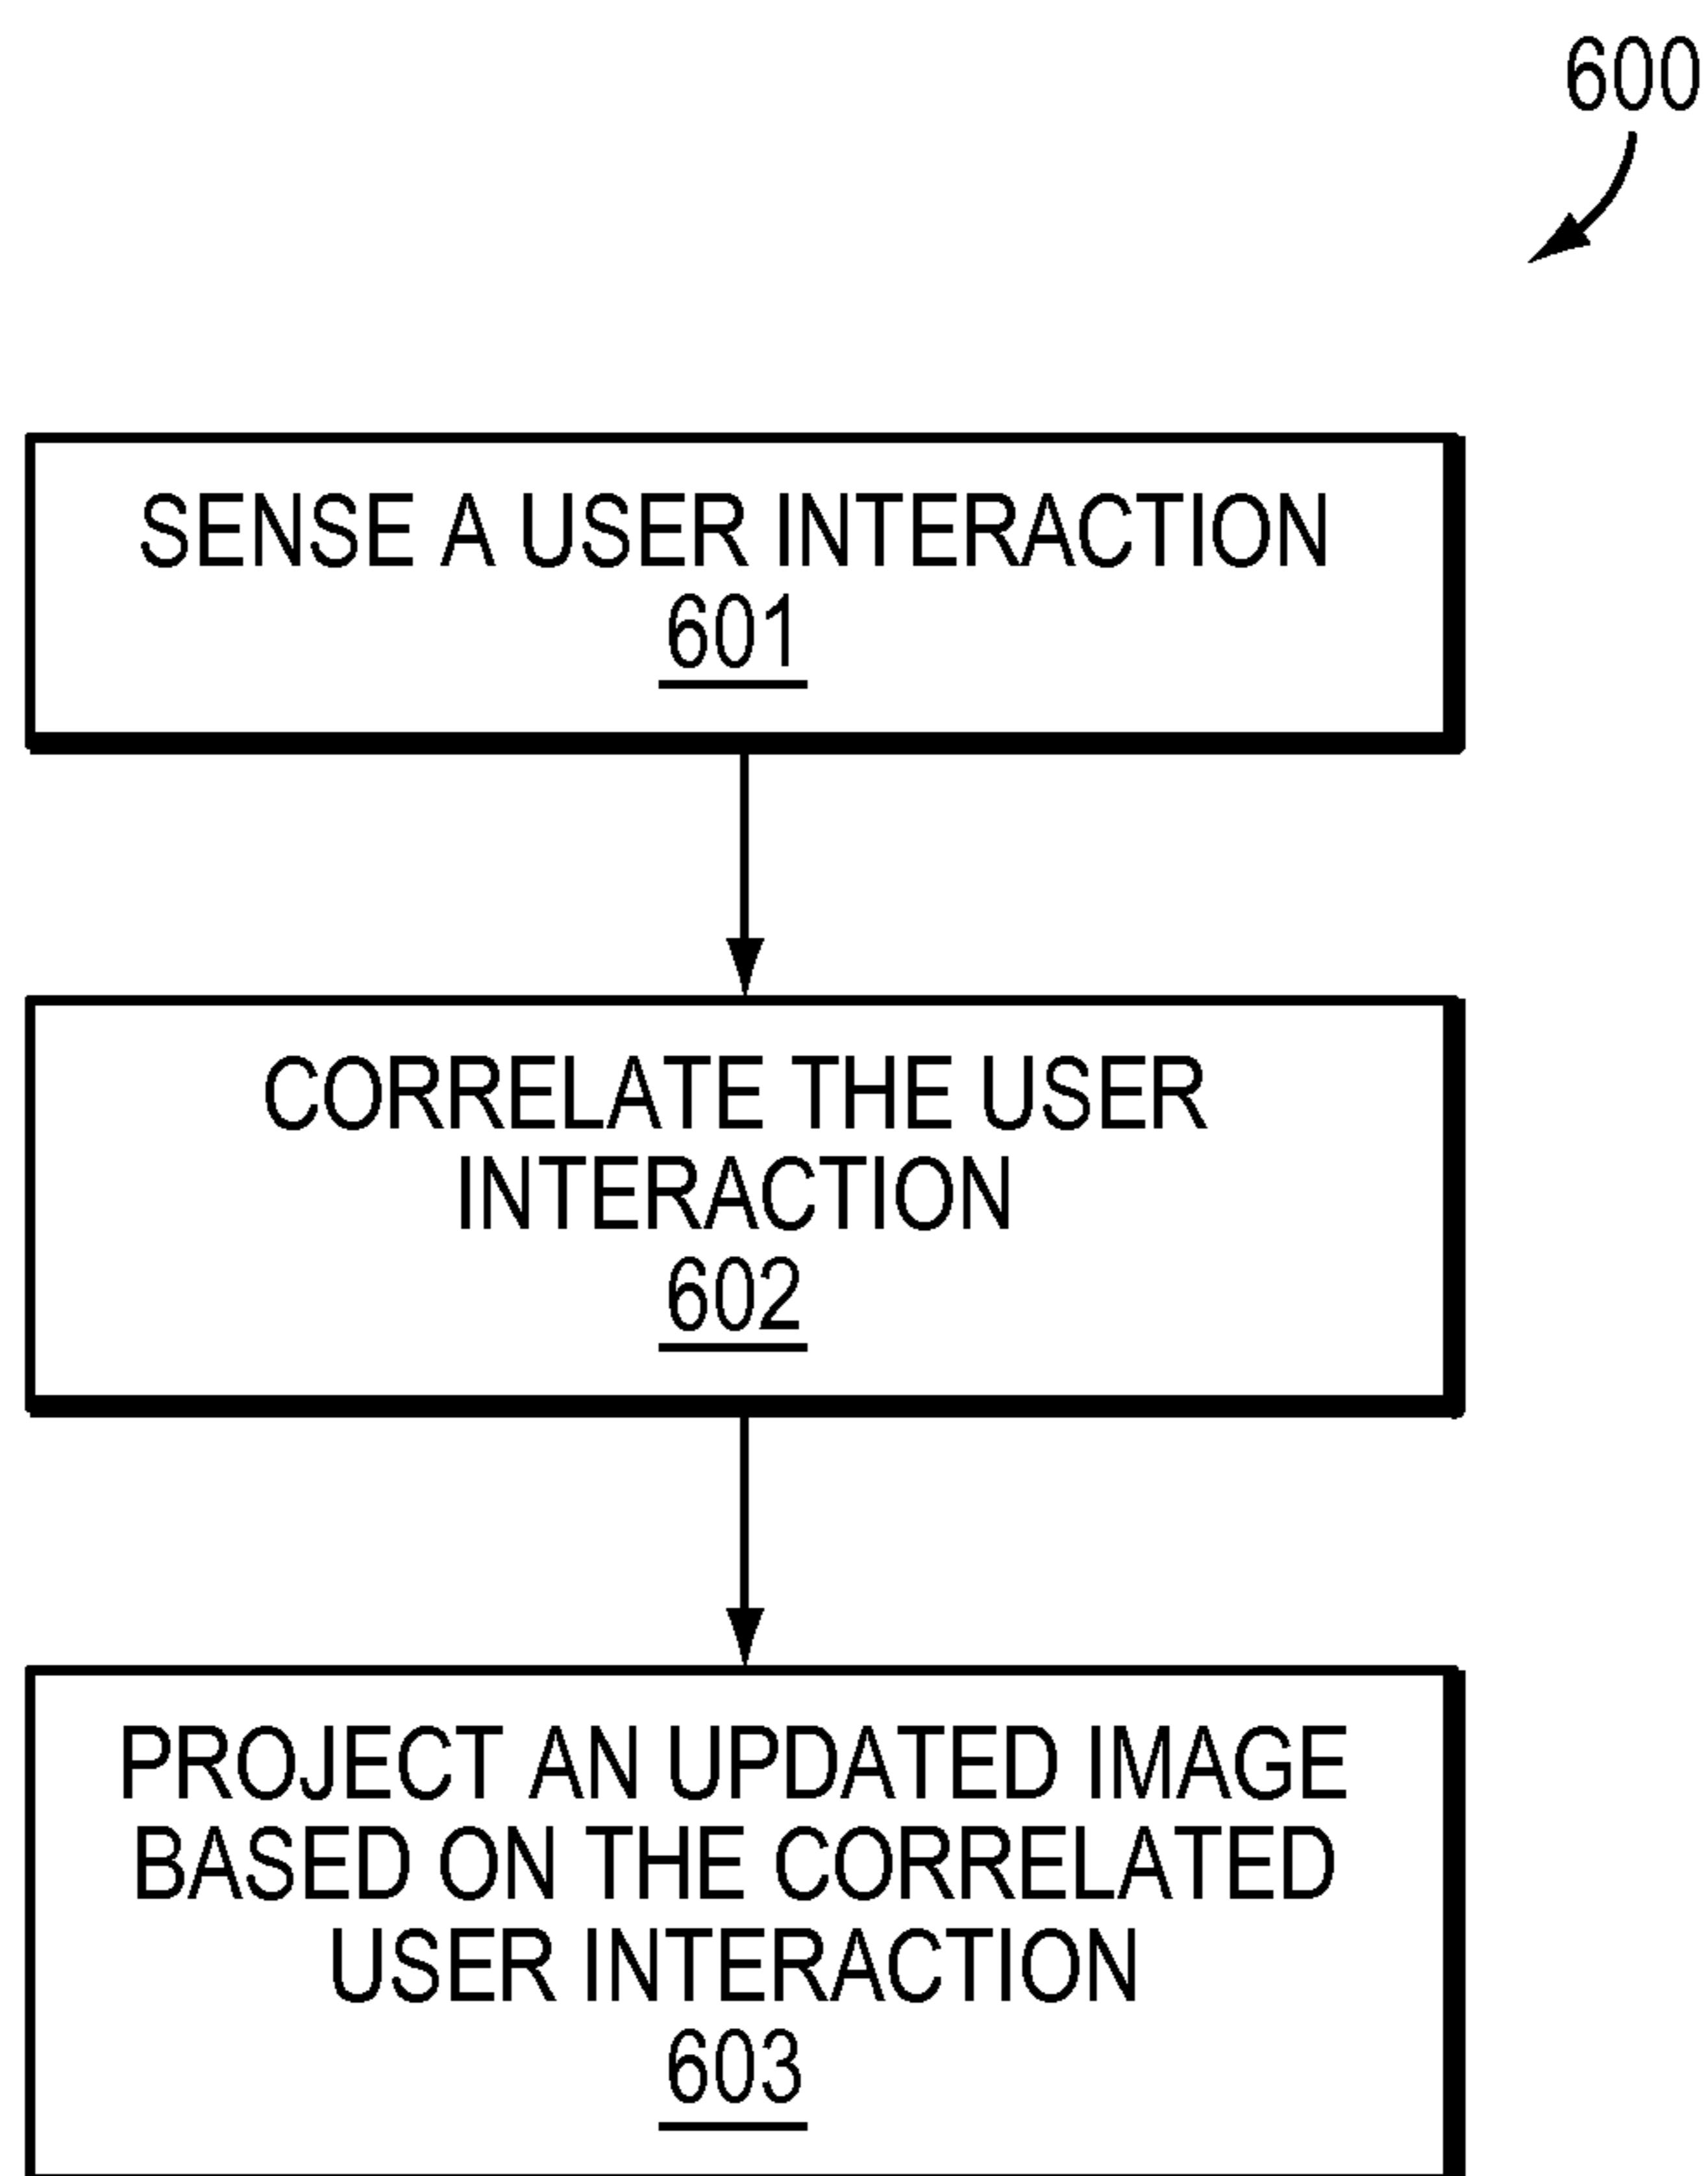 600
SENSE A USER INTERACTION
601
CORRELATE THE USER
INTERACTION
602
PROJECT AN UPDATED IMAGE
BASED ON THE CORRELATED
USER INTERACTION
603